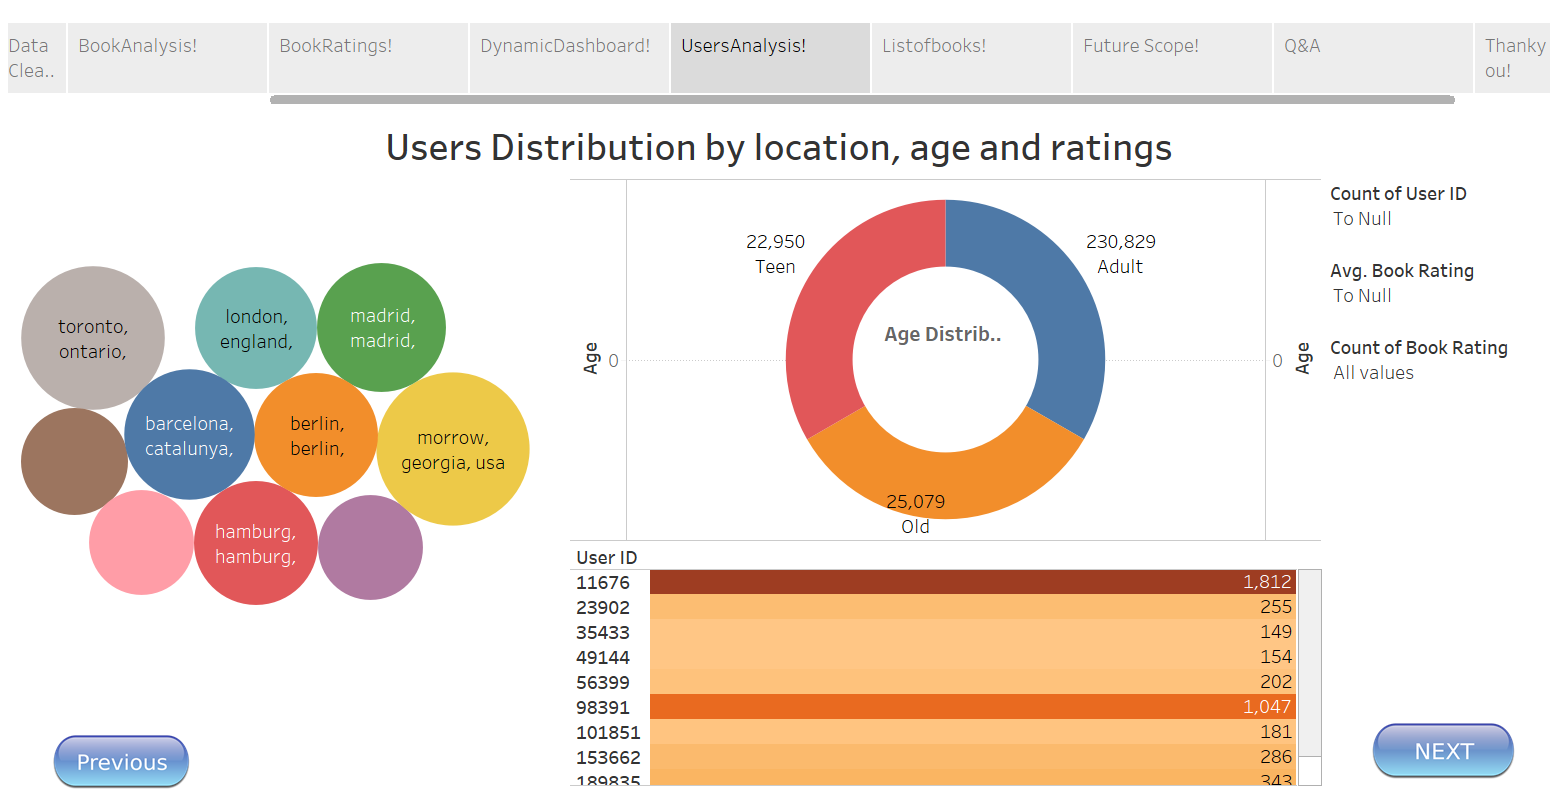 Data
Clea..
BookAnalysis!
BookRatings!
DynamicDashboard!
UsersAnalysis!
Listofbooks!
Future Scope!
Q&A
Thanky
ou!
Users Distribution by location, age and ratings
toronto,
ontario,
london,
england,
madrid,
madrid,
barcelona,
catalunya,
berlin,
berlin,
morrow,
georgia, usa
hamburg,
hamburg,
Age
0
22,950
Teen
230,829
Adult
Age Distrib..
25,079
Old
0
Age
Count of User ID
To Null
Avg. Book Rating
To Null
Count of Book Rating
All values
User ID
11676 1,812
23902 255
35433 149
49144 154
56399 202
98391 1,047
101851 181
153662 286
189835 343
Previous
NEXT